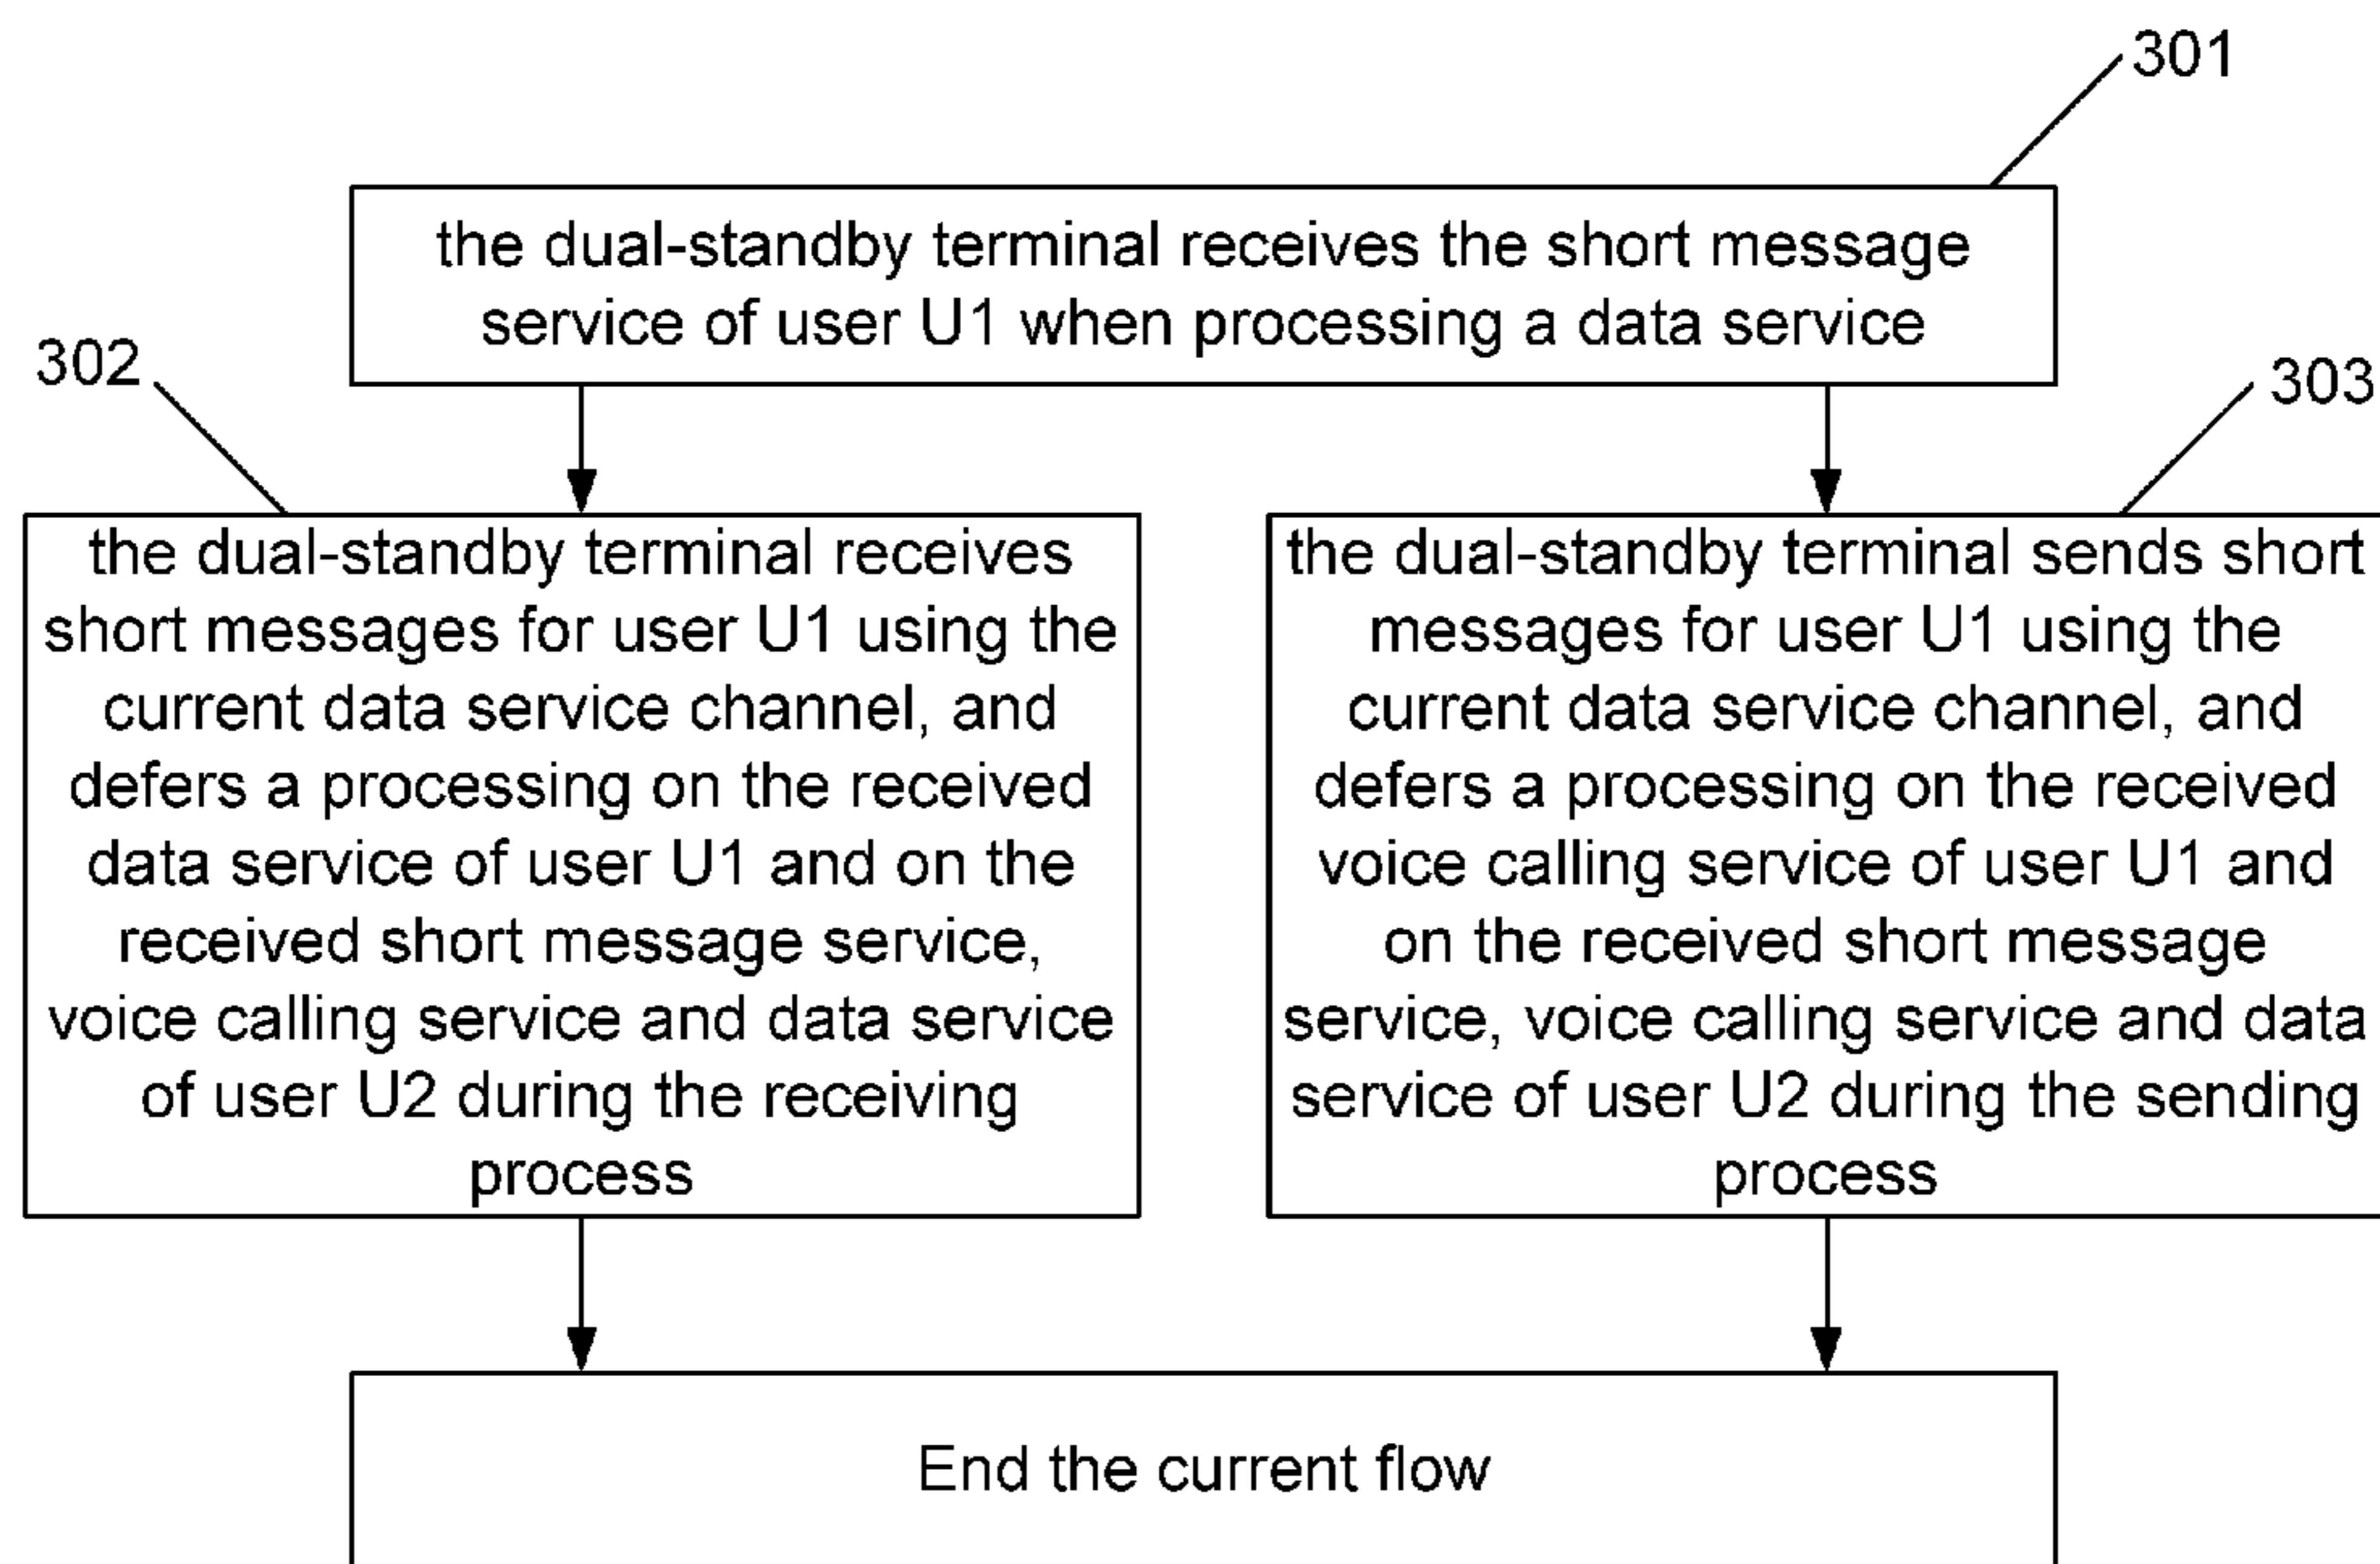 301
the dual-standby terminal receives the short message
service of user U1 when processing a data service
302
303
the dual-standby terminal receives
short messages for user U1 using the
current data service channel, and
defers a processing on the received
data service of user U1 and on the
received short message service,
voice calling service and data service
of user U2 during the receiving
process
the dual-standby terminal sends short
messages for user U1 using the
current data service channel, and
defers a processing on the received
voice calling service of user U1 and
on the received short message
service, voice calling service and data
service of user U2 during the sending
process
End the current flow